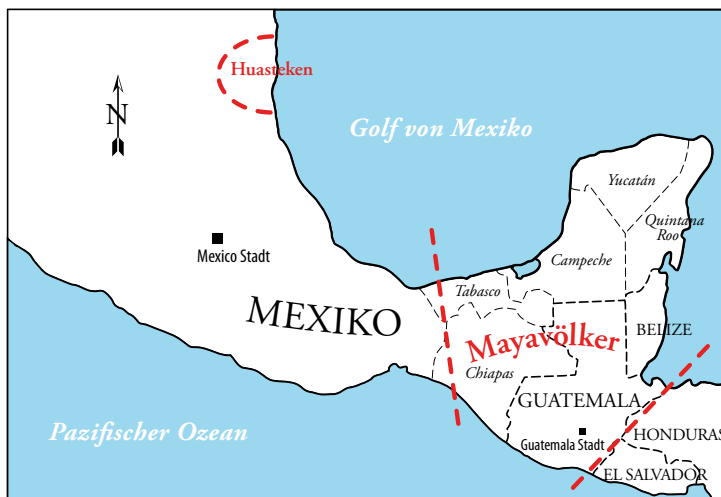 Huasteken
N
Golf von Mexiko
Yucatán
Quintana
Roo
Mexico Stadt
Campeche
Tabasco
MEXIKO
BELIZE
Mayavölker
Chiapas
GUATEMALA
Pazifischer Ozean
Guatemala Stadt
HONDURAS
EL SALVADOR